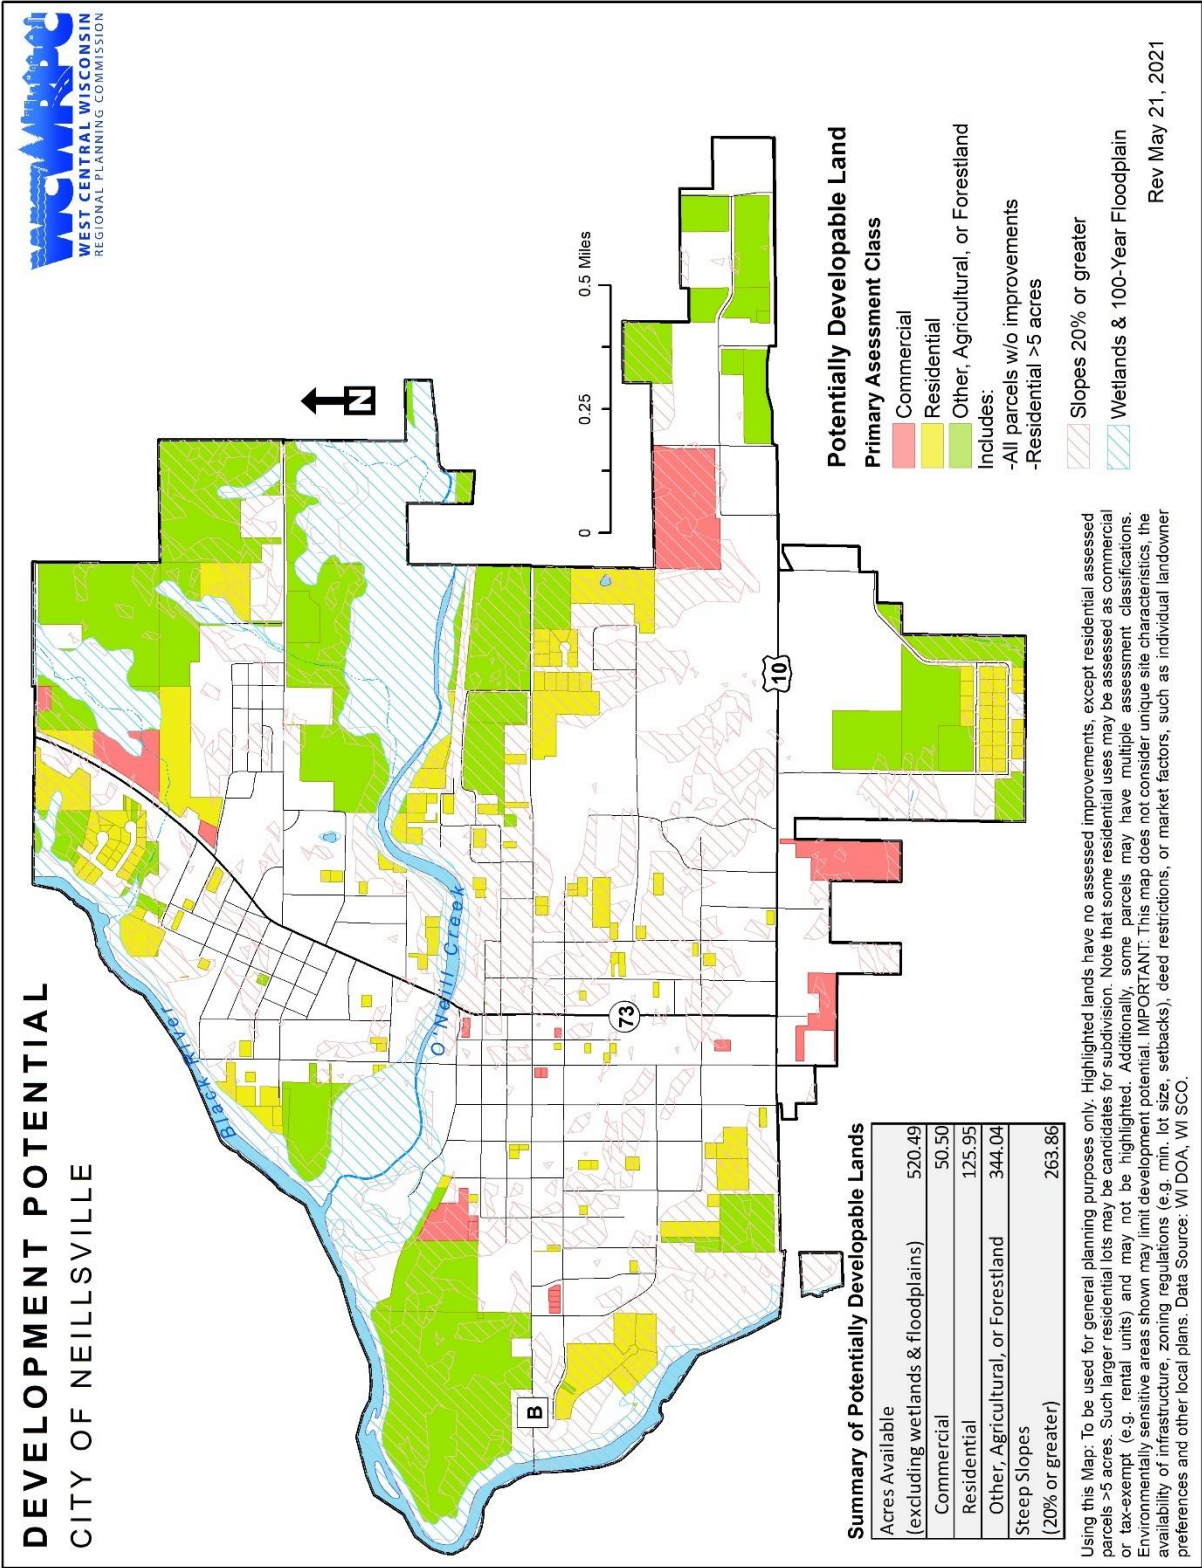 DEVELOPMENT POTENTIAL
CITY OF NEILLSVILLE
WCWRPC
WEST CENTRAL WISCONSIN
REGIONAL PLANNING COMMISSION
N
Black River
O'Neill Creek
73
10
B
0 0.25 0.5 Miles
Summary of Potentially Developable Lands
Acres Available
(excluding wetlands & floodplains) 520.49
Commercial 50.50
Residential 125.95
Other, Agricultural, or Forestland 344.04
Steep Slopes
(20% or greater) 263.86
Potentially Developable Land
Primary Asessment Class
Commercial
Residential
Other, Agricultural, or Forestland
Includes:
-All parcels w/o improvements
-Residential >5 acres
Slopes 20% or greater
Wetlands & 100-Year Floodplain
Rev May 21, 2021
Using this Map: To be used for general planning purposes only. Highlighted lands have no assessed improvements, except residential assessed
parcels >5 acres. Such larger residential lots may be candidates for subdivision. Note that some residential uses may be assessed as commercial
or tax-exempt (e.g. rental units) and may not be highlighted. Additionally, some parcels may have multiple assessment classifications.
Environmentally sensitive areas shown may limit development potential. IMPORTANT: This map does not consider unique site characteristics, the
availability of infrastructure, zoning regulations (e.g. min. lot size, setbacks), deed restrictions, or market factors, such as individual landowner
preferences and other local plans. Data Source: WI DOA, WI SCO.